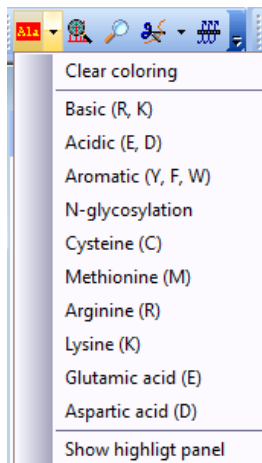 Ala
Clear coloring
Basic (R, K)
Acidic (E, D)
Aromatic (Y, F, W)
N-glycosylation
Cysteine (C)
Methionine (M)
Arginine (R)
Lysine (K)
Glutamic acid (E)
Aspartic acid (D)
Show highligt panel